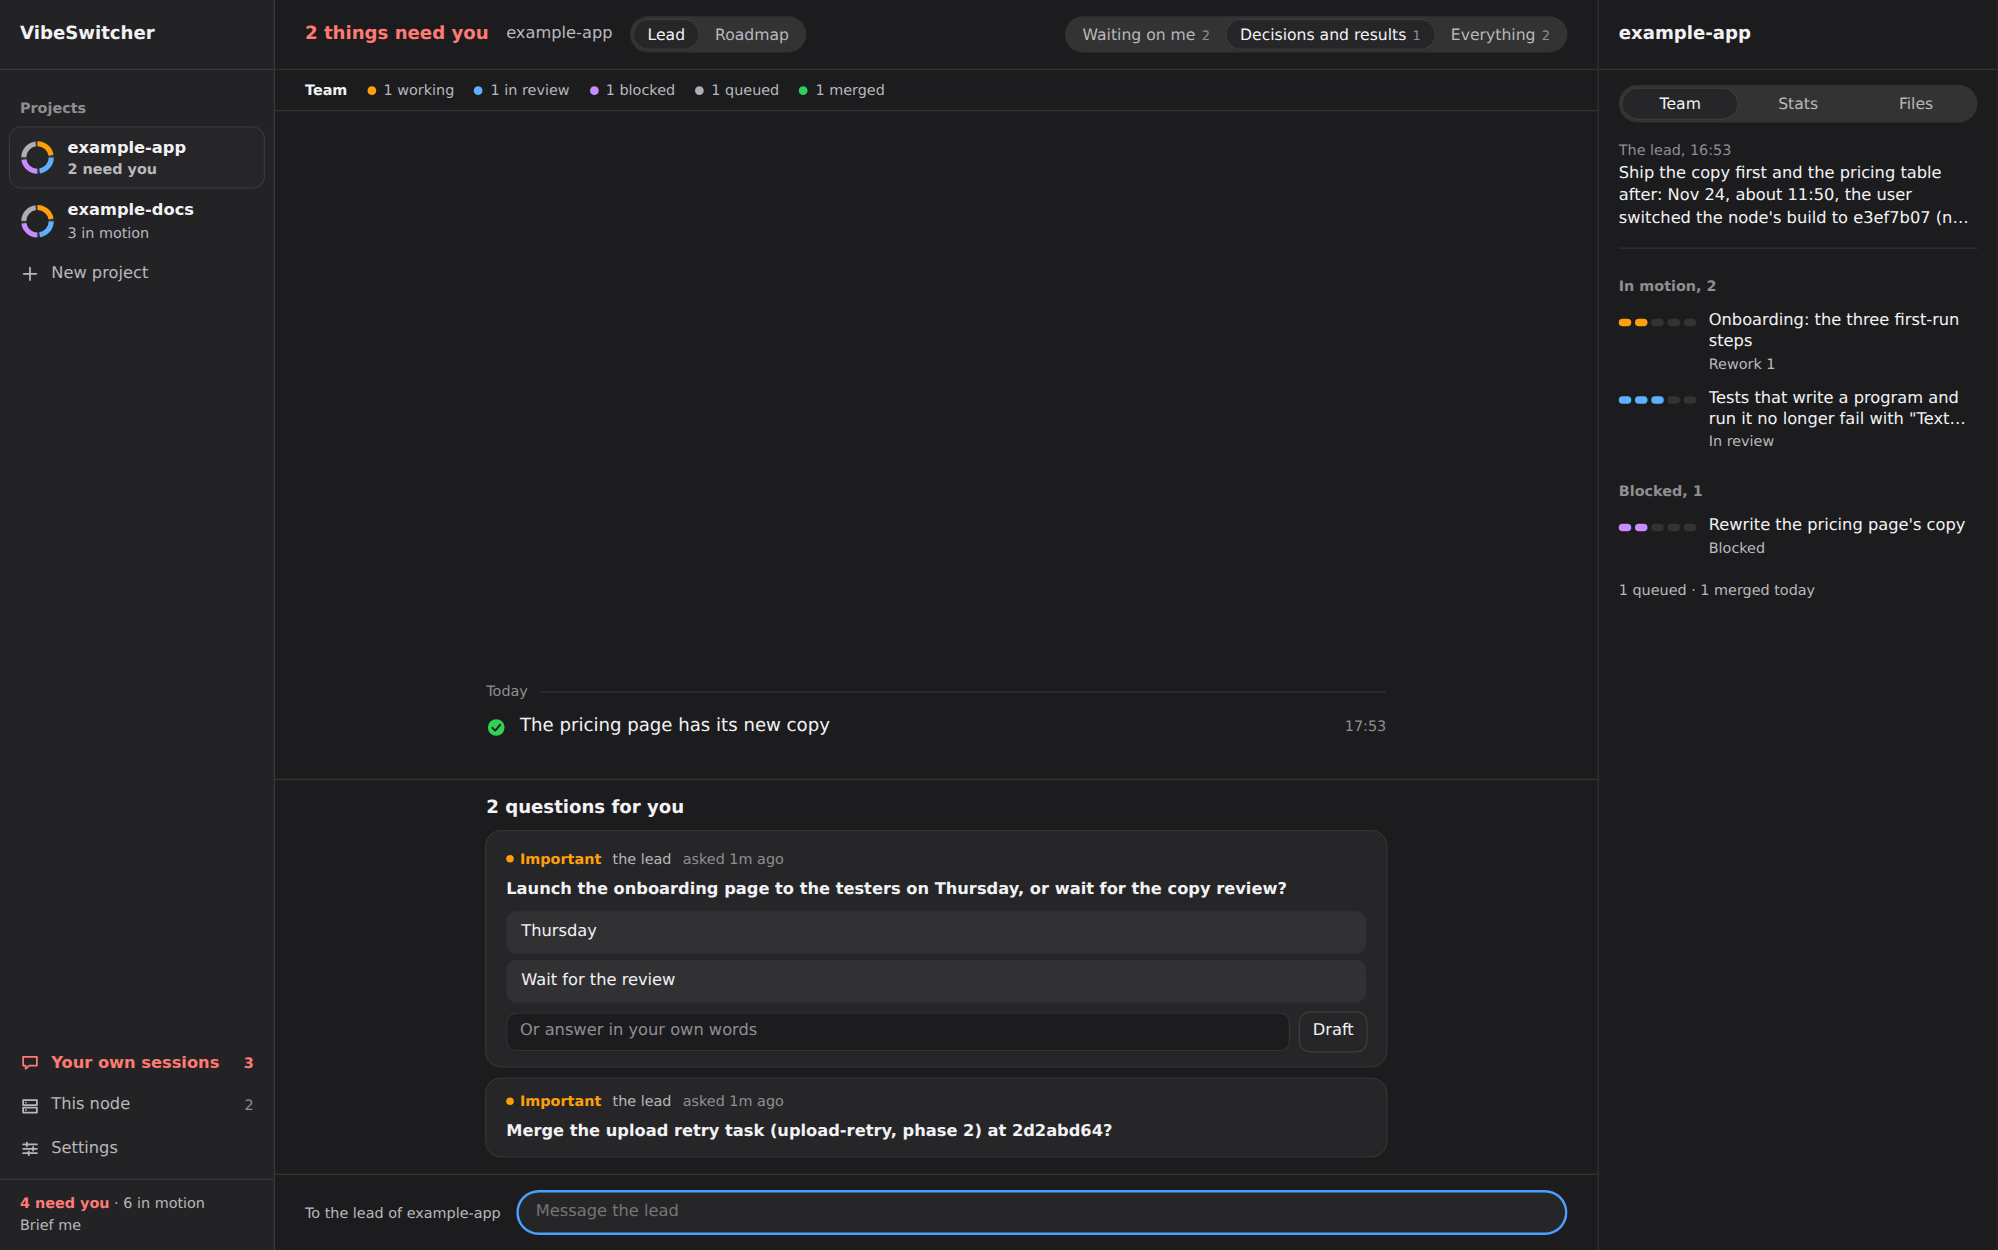 VibeSwitcher
Projects
example-app
2 need you
example-docs
3 in motion
New project
Your own sessions 3
This node 2
Settings
4 need you · 6 in motion
Brief me
2 things need you example-app Lead Roadmap
Waiting on me 2 Decisions and results 1 Everything 2
Team 1 working 1 in review 1 blocked 1 queued 1 merged
Today
The pricing page has its new copy 17:53
2 questions for you
Important the lead asked 1m ago
Launch the onboarding page to the testers on Thursday, or wait for the copy review?
Thursday
Wait for the review
Or answer in your own words Draft
Important the lead asked 1m ago
Merge the upload retry task (upload-retry, phase 2) at 2d2abd64?
To the lead of example-app Message the lead
example-app
Team Stats Files
The lead, 16:53
Ship the copy first and the pricing table
after: Nov 24, about 11:50, the user
switched the node's build to e3ef7b07 (n…
In motion, 2
Onboarding: the three first-run
steps
Rework 1
Tests that write a program and
run it no longer fail with "Text…
In review
Blocked, 1
Rewrite the pricing page's copy
Blocked
1 queued · 1 merged today